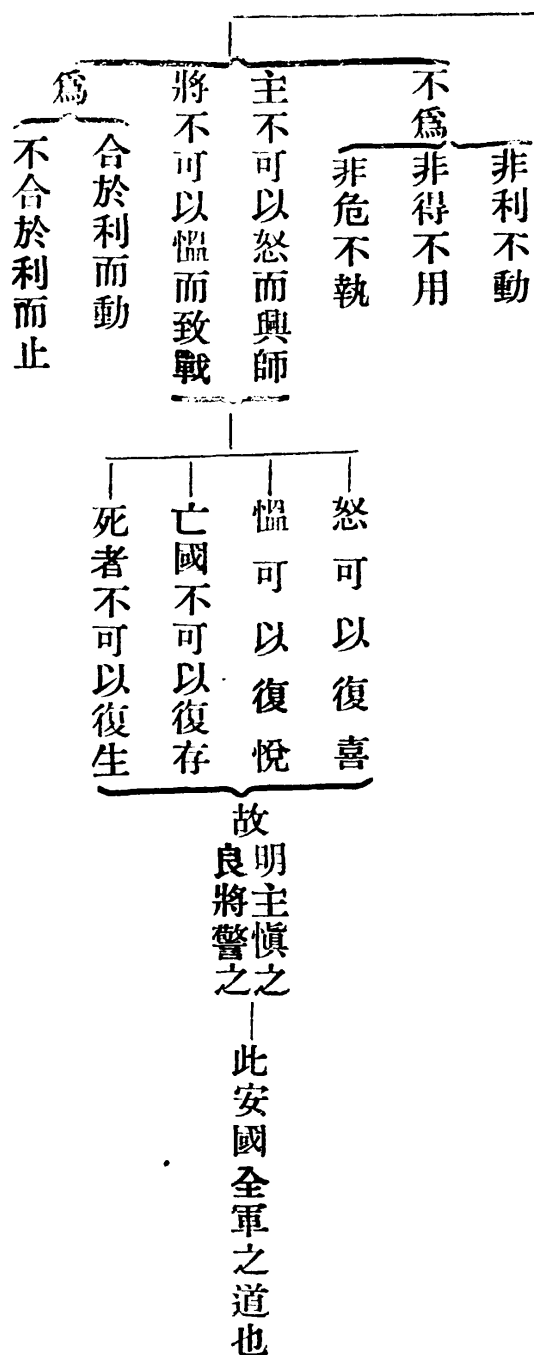 不爲
非利不動
非得不用
非危不執
主不可以怒而興師
將不可以慍而致戰
爲
合於利而動
不合於利而止
怒可以復喜
慍可以復悅
亡國不可以復存
死者不可以復生
故
明主愼之
良將警之
此安國全軍之道也